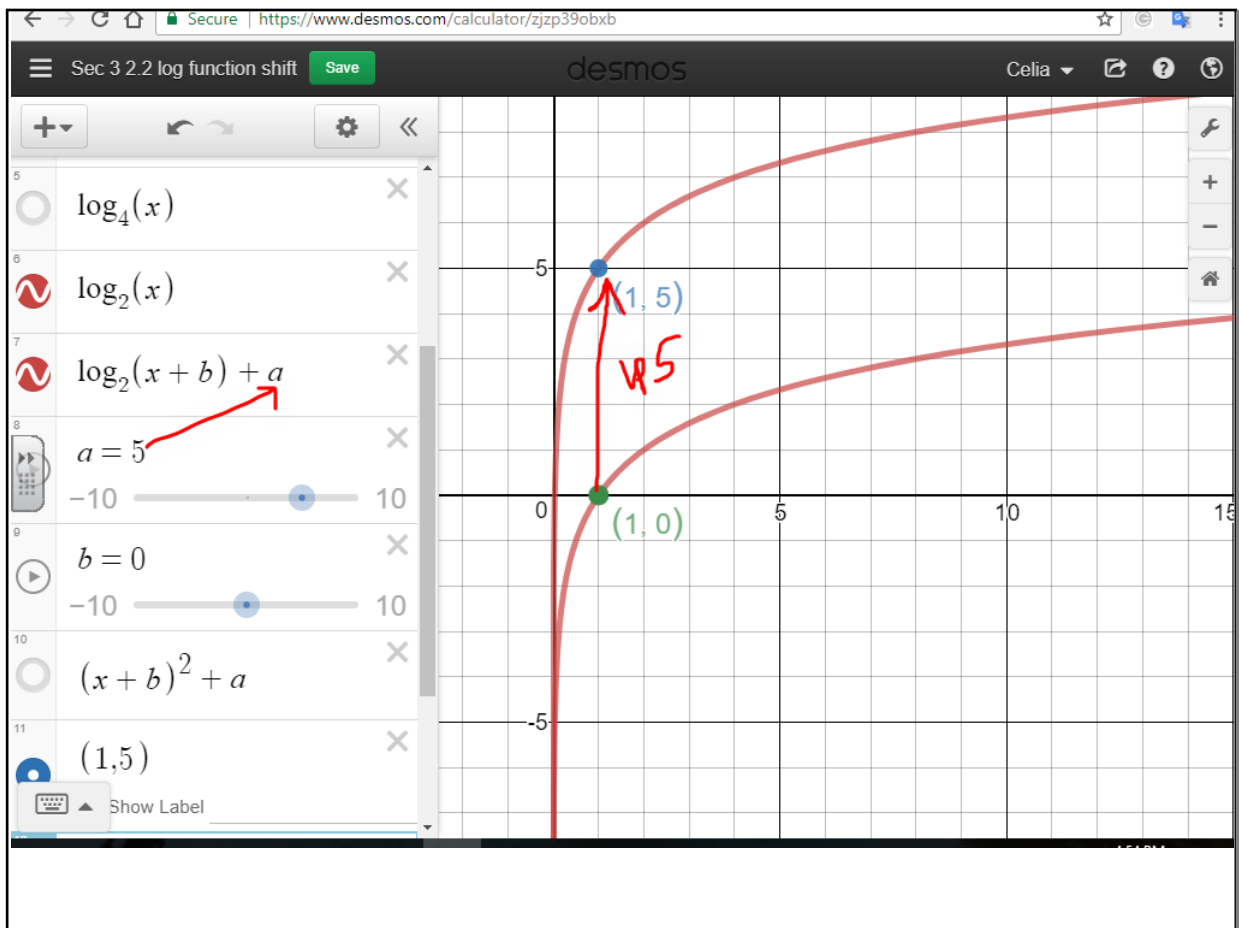 Secure | https://www.desmos.com/calculator/zjzp39obxb
Sec 3 2.2 log function shift Save desmos Celia
5
log₄(x)
6
log₂(x)
7
log₂(x + b) + a
8
a = 5
−10 10
9
b = 0
−10 10
10
(x + b)² + a
11
(1,5)
Show Label
5
(1, 5)
up 5
0 5 10 15
(1, 0)
-5